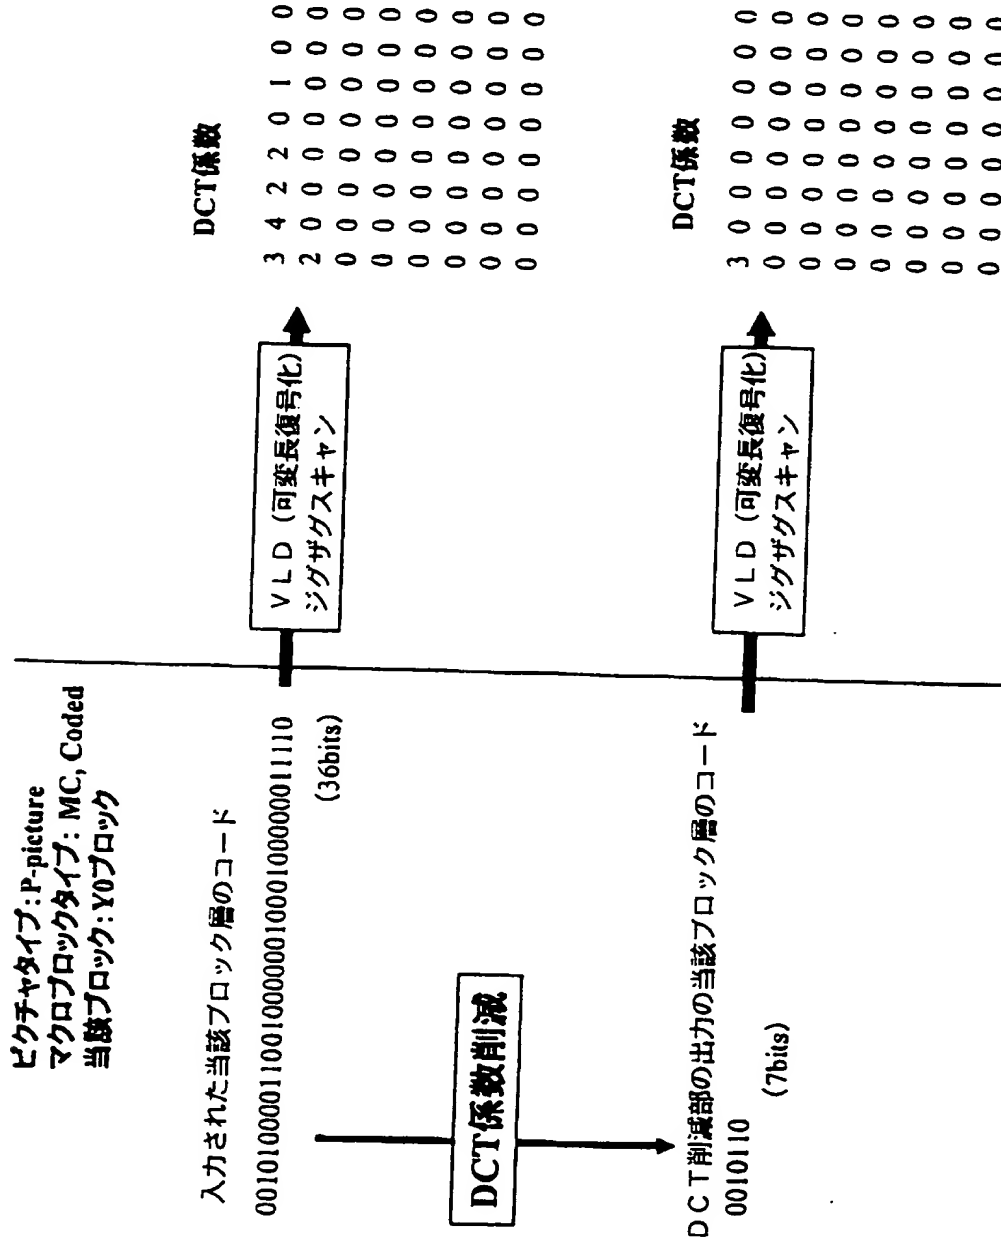 ピクチャタイプ:P-picture
マクロブロックタイプ: MC, Coded
当該ブロック:Y0ブロック
入力された当該ブロック層のコード
001010000110010000001000100000011110
(36bits)
VLD (可変長復号化)
ジグザグスキャン
DCT係数
3 4 2 2 0 1 0 0
2 0 0 0 0 0 0 0
0 0 0 0 0 0 0 0
0 0 0 0 0 0 0 0
0 0 0 0 0 0 0 0
0 0 0 0 0 0 0 0
0 0 0 0 0 0 0 0
0 0 0 0 0 0 0 0
DCT係数削減
DCT削減部の出力の当該ブロック層のコード
0010110
(7bits)
VLD (可変長復号化)
ジグザグスキャン
DCT係数
3 0 0 0 0 0 0 0
0 0 0 0 0 0 0 0
0 0 0 0 0 0 0 0
0 0 0 0 0 0 0 0
0 0 0 0 0 0 0 0
0 0 0 0 0 0 0 0
0 0 0 0 0 0 0 0
0 0 0 0 0 0 0 0